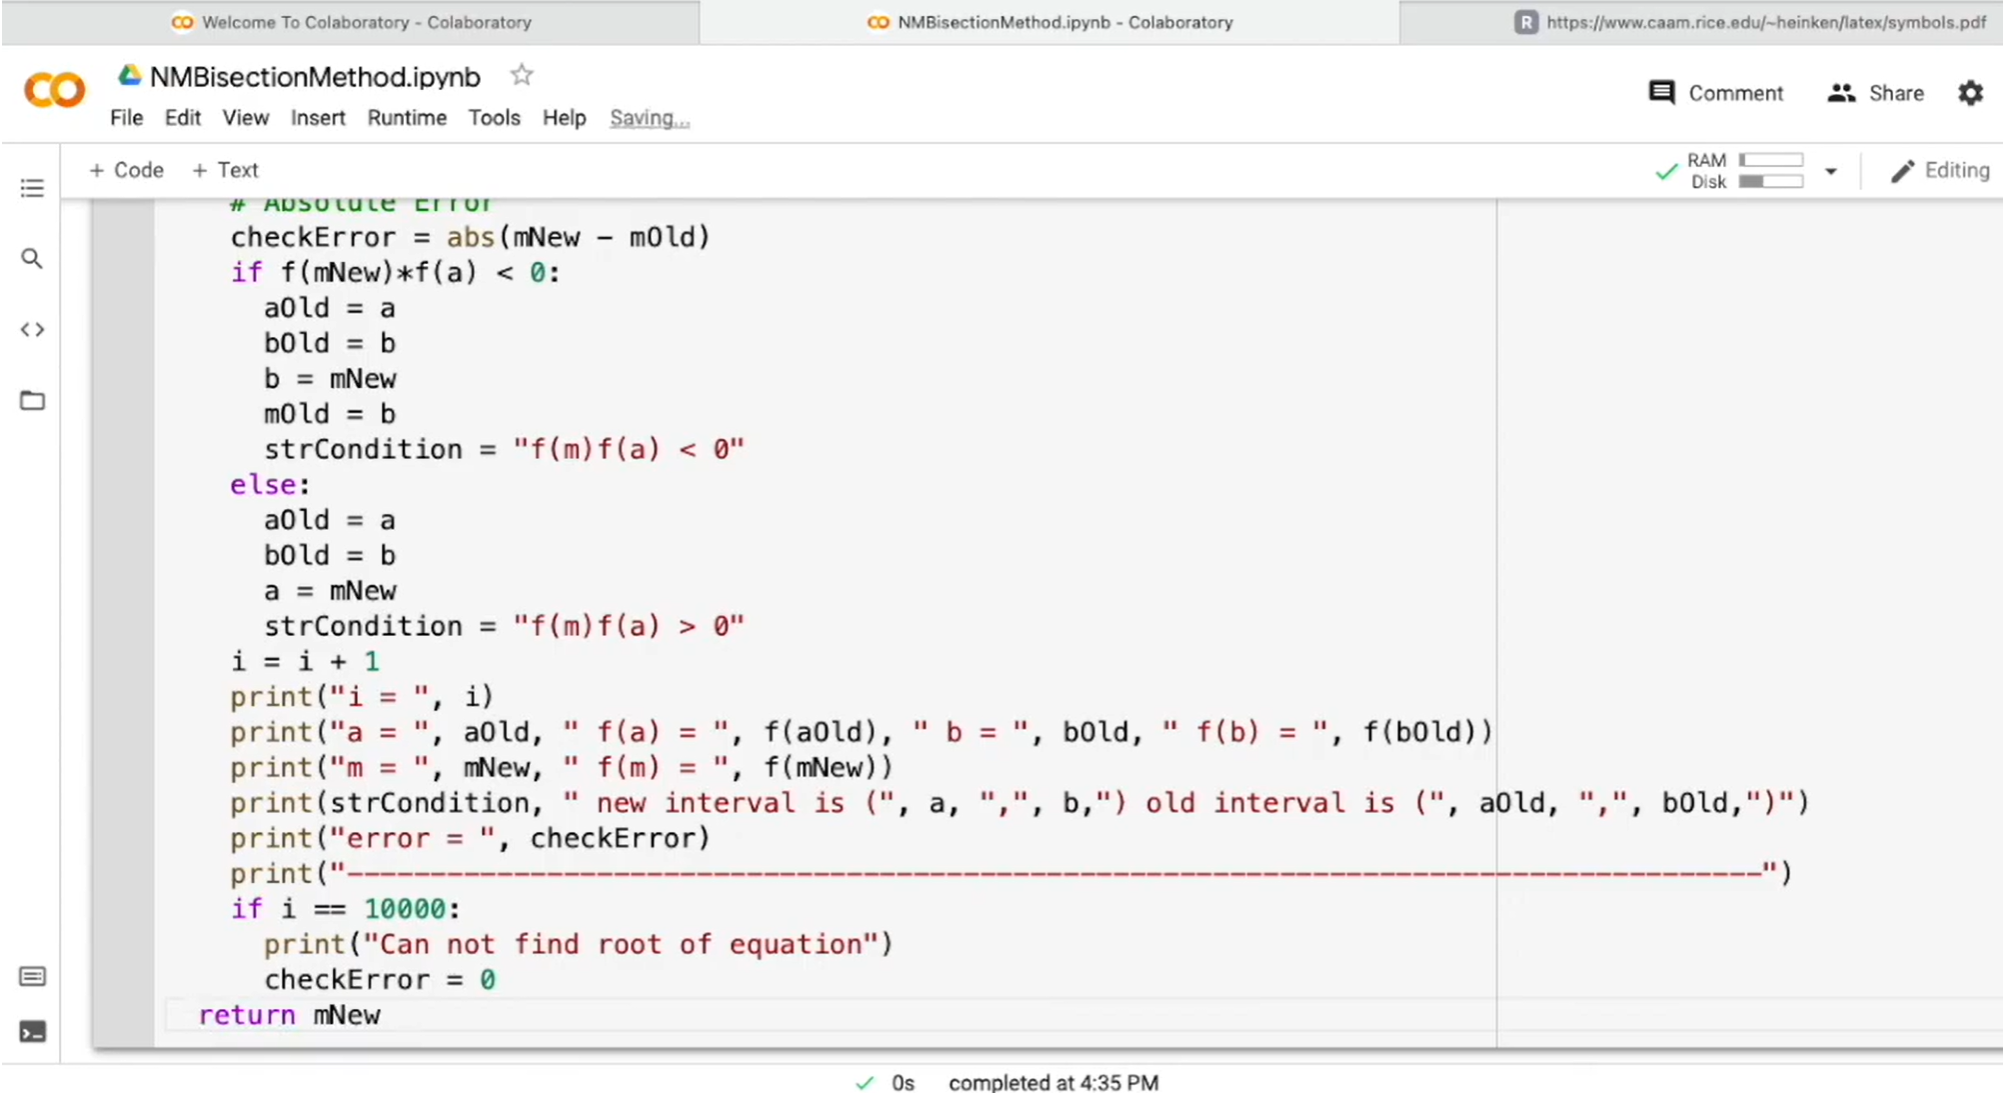 Welcome To Colaboratory - Colaboratory
NMBisectionMethod.ipynb - Colaboratory
R https://www.caam.rice.edu/~heinken/latex/symbols.pdf
NMBisectionMethod.ipynb
Comment Share
File Edit View Insert Runtime Tools Help Saving...
+ Code + Text
RAM
Disk
Editing
# Absolute Error
checkError = abs(mNew - mOld)
if f(mNew)*f(a) < 0:
aOld = a
bOld = b
b = mNew
mOld = b
strCondition = "f(m)f(a) < 0"
else:
aOld = a
bOld = b
a = mNew
strCondition = "f(m)f(a) > 0"
i = i + 1
print("i = ", i)
print("a = ", aOld, " f(a) = ", f(aOld), " b = ", bOld, " f(b) = ", f(bOld))
print("m = ", mNew, " f(m) = ", f(mNew))
print(strCondition, " new interval is (", a, ",", b,") old interval is (", aOld, ",", bOld,")")
print("error = ", checkError)
print("--------------------------------------------------------------------------------------")
if i == 10000:
print("Can not find root of equation")
checkError = 0
return mNew
0s completed at 4:35 PM